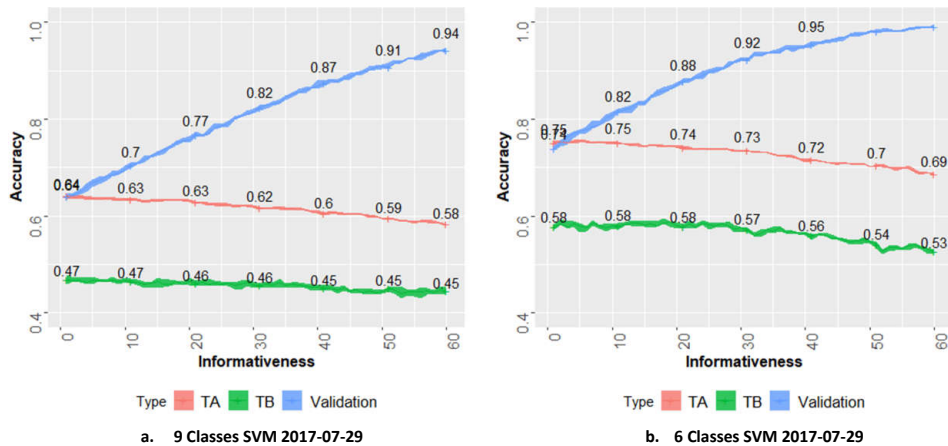 1.0
0.8
0.6
0.4
Accuracy
0.94
0.91
0.87
0.82
0.77
0.7
0.64
0.64 0.63 0.63 0.62 0.6 0.59 0.58
0.47 0.47 0.46 0.46 0.45 0.45 0.45
0 10 20 30 40 50 60
Informativeness
Type TA TB Validation
a. 9 Classes SVM 2017-07-29
1.0
0.8
0.6
0.4
Accuracy
0.95
0.92
0.88
0.82
0.75 0.75 0.74 0.73 0.72 0.7 0.69
0.58 0.58 0.58 0.57 0.56 0.54 0.53
0 10 20 30 40 50 60
Informativeness
Type TA TB Validation
b. 6 Classes SVM 2017-07-29